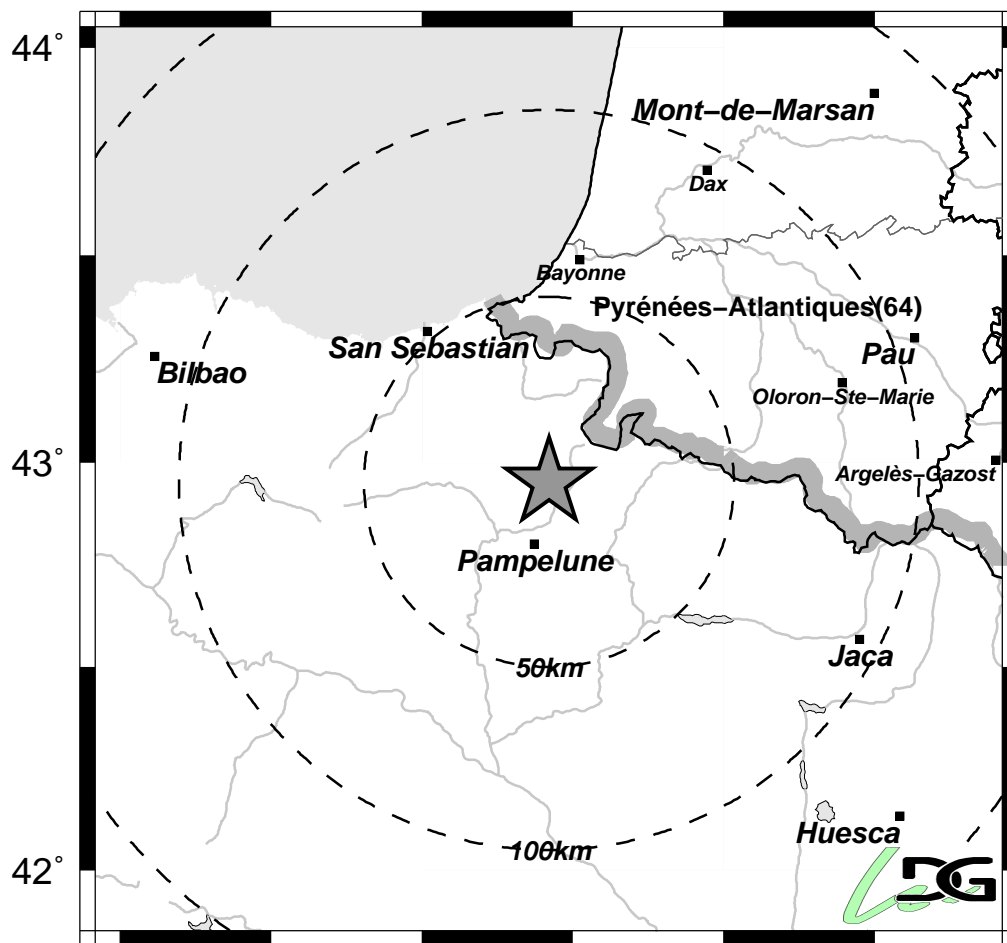 44°
Mont-de-Marsan
Dax
Bayonne
Pyrénées-Atlantiques(64)
San Sebastian
Pau
Bilbao
Oloron-Ste-Marie
43°
Argelès-Gazost
Pampelune
50km
Jaca
100km
Huesca
42°
DG